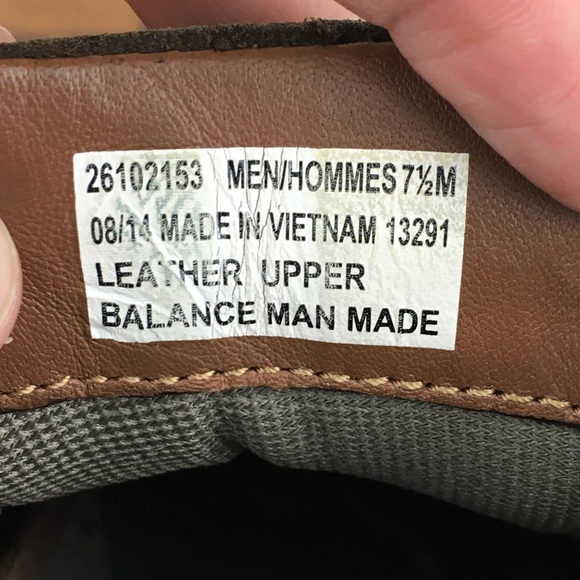 26102153 MEN/HOMMES 7½M
08/14 MADE IN VIETNAM 13291
LEATHER UPPER
BALANCE MAN MADE